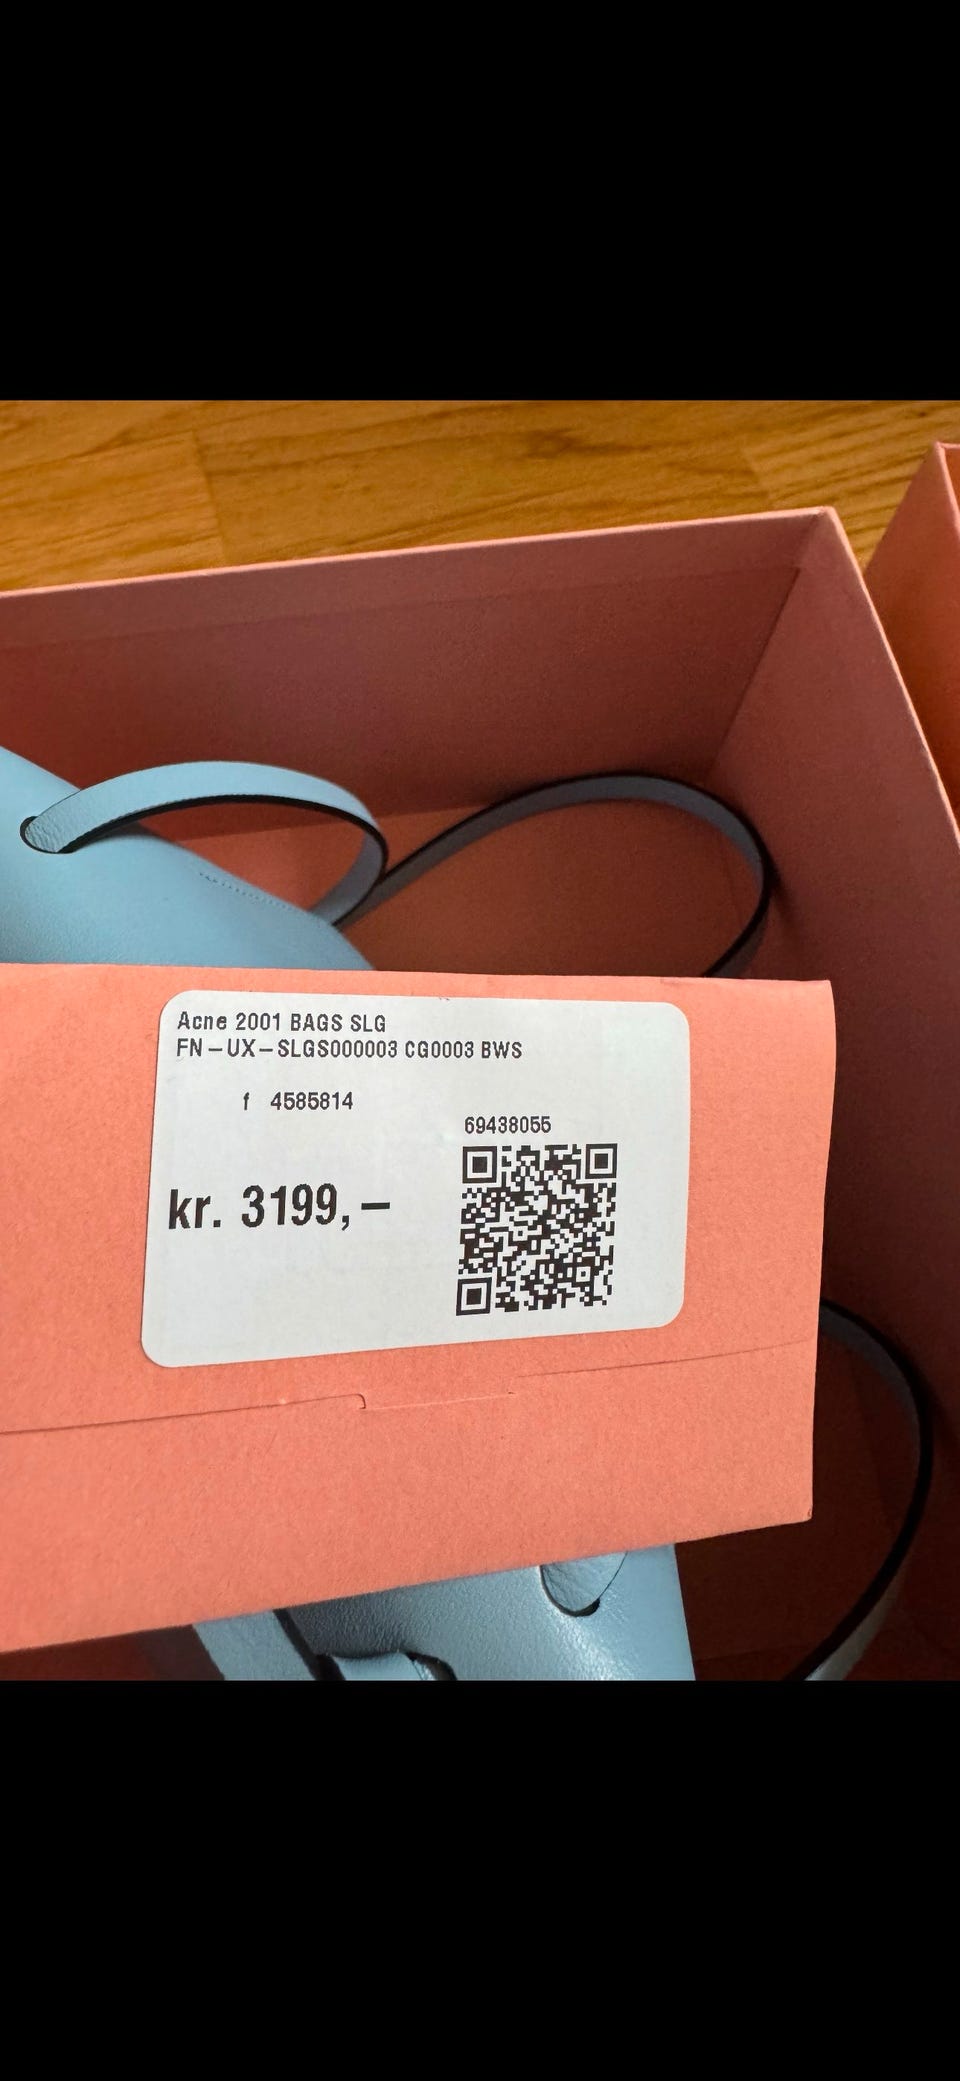 Acne 2001 BAGS SLG
FN-UX-SLGS000003 CG0003 BWS
f 4585814
69438055
kr. 3199,-